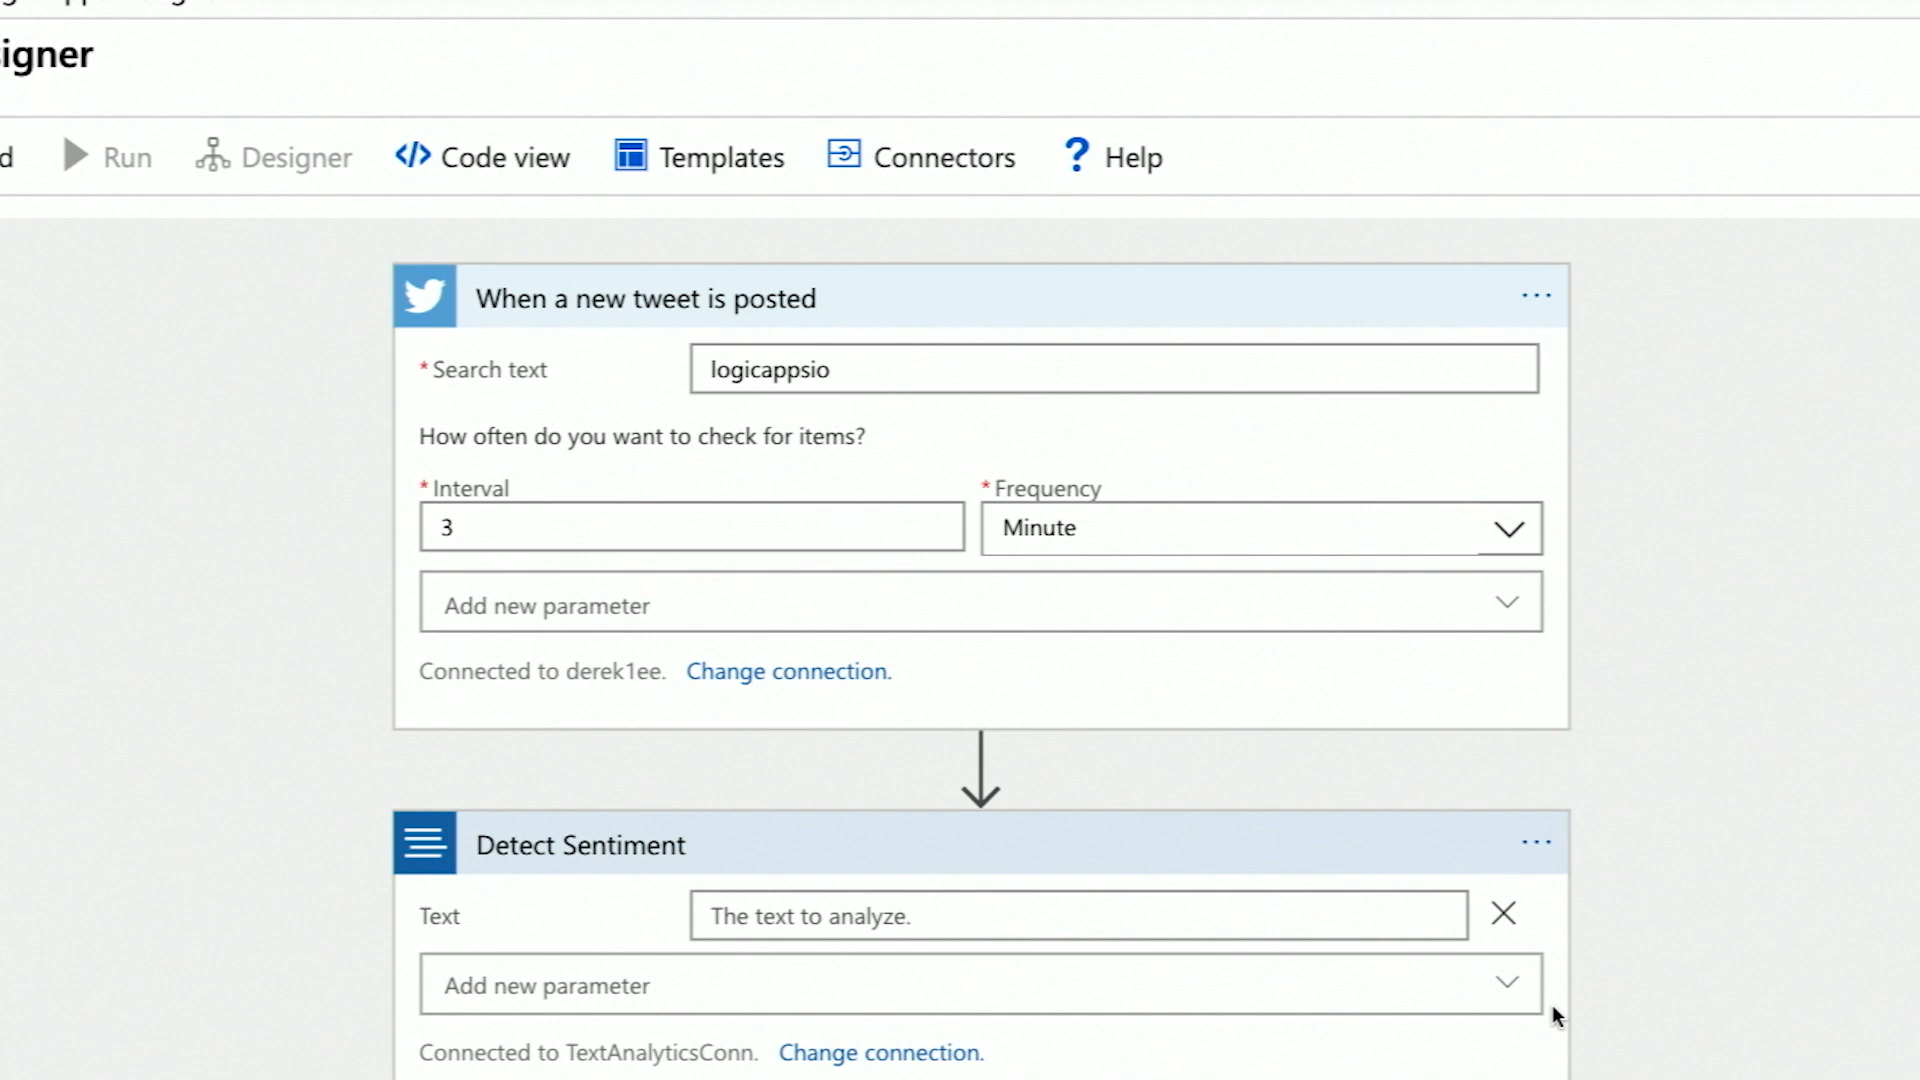 igner
d Run Designer </> Code view Templates Connectors ? Help
When a new tweet is posted ...
* Search text logicappsio
How often do you want to check for items?
* Interval * Frequency
3 Minute
Add new parameter
Connected to derek1ee. Change connection.
Detect Sentiment ...
Text The text to analyze.
Add new parameter
Connected to TextAnalyticsConn. Change connection.